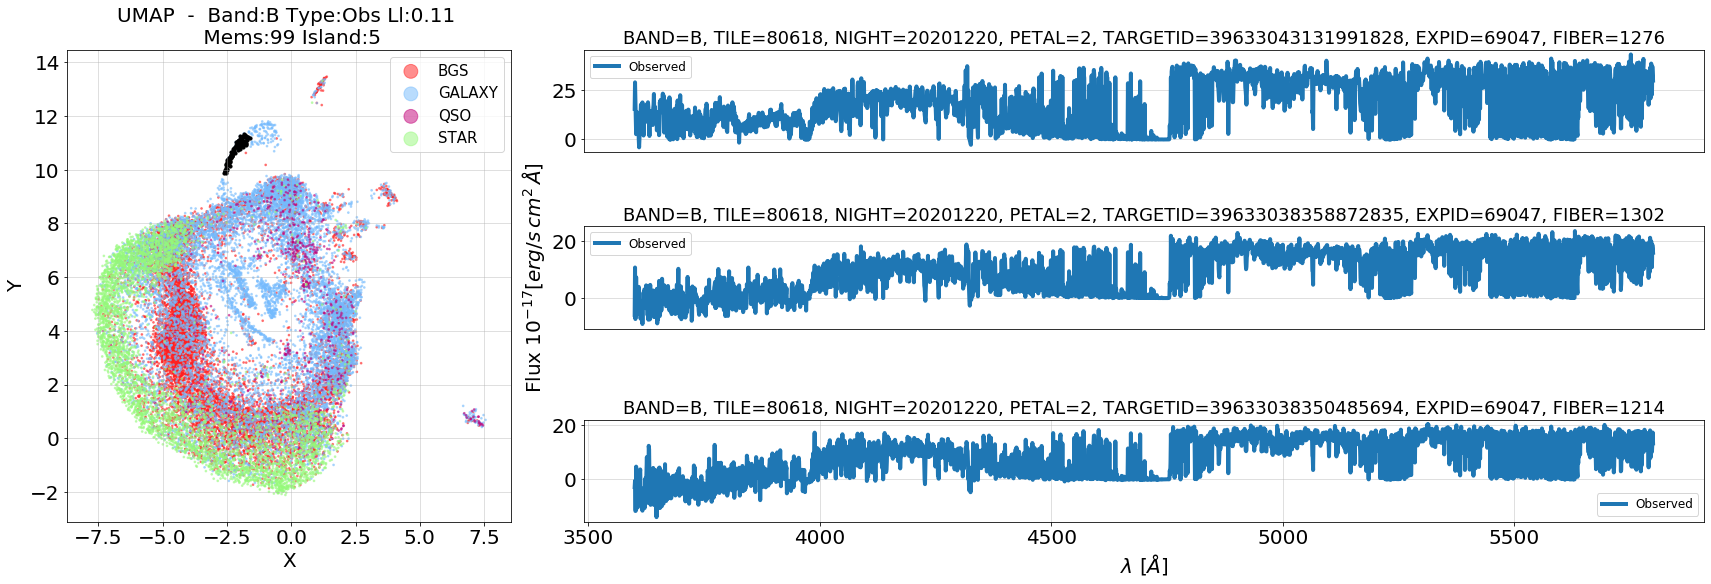 UMAP  -  Band:B Type:Obs Ll:0.11
Mems:99 Island:5
14
12
10
8
6
4
2
0
−2
Y
−7.5
−5.0
−2.5
0.0
2.5
5.0
7.5
X
BGS
GALAXY
QSO
STAR
Flux 10⁻¹⁷[erg/s cm² Å]
BAND=B, TILE=80618, NIGHT=20201220, PETAL=2, TARGETID=39633043131991828, EXPID=69047, FIBER=1276
Observed
25
0
BAND=B, TILE=80618, NIGHT=20201220, PETAL=2, TARGETID=39633038358872835, EXPID=69047, FIBER=1302
Observed
20
0
BAND=B, TILE=80618, NIGHT=20201220, PETAL=2, TARGETID=39633038350485694, EXPID=69047, FIBER=1214
20
0
Observed
3500
4000
4500
5000
5500
λ [Å]